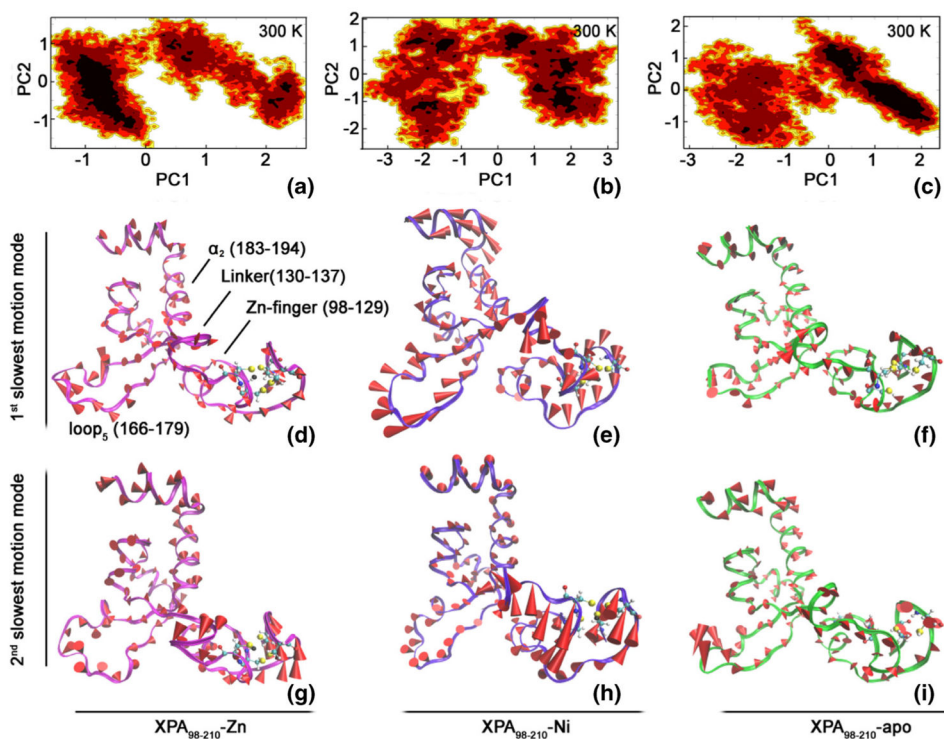 300 K
PC2
1
0
-1
-1
0
1
2
PC1
(a)
300 K
PC2
2
1
0
-1
-2
-3
-2
-1
0
1
2
3
PC1
(b)
300 K
PC2
2
1
0
-1
-3
-2
-1
0
1
2
PC1
(c)
1st slowest motion mode
α2 (183-194)
Linker(130-137)
Zn-finger (98-129)
loop5 (166-179)
(d)
(e)
(f)
2nd slowest motion mode
(g)
(h)
(i)
XPA98-210-Zn
XPA98-210-Ni
XPA98-210-apo